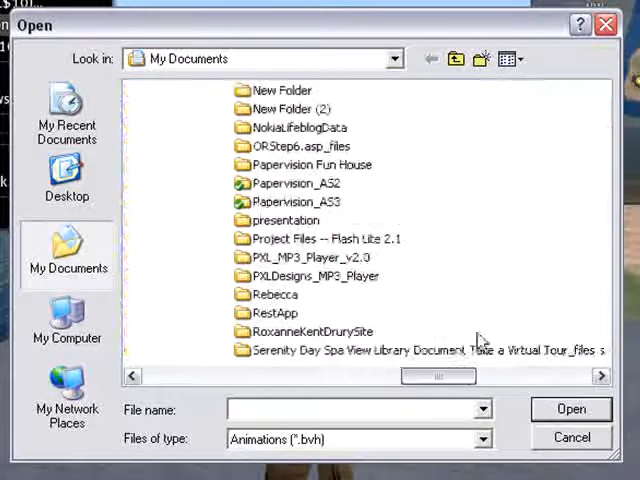 Open
Look in:
My Documents
New Folder
New Folder (2)
NokiaLifeblogData
ORStep6.asp_files
Papervision Fun House
Papervision_AS2
Papervision_AS3
presentation
Project Files -- Flash Lite 2.1
PXL_MP3_Player_v2.0
PXLDesigns_MP3_Player
Rebecca
RestApp
RoxanneKentDrurySite
Serenity Day Spa View Library Document Take a Virtual Tour_files
My Recent
Documents
Desktop
My Documents
My Computer
My Network
Places
File name:
Open
Files of type:
Animations (*.bvh)
Cancel